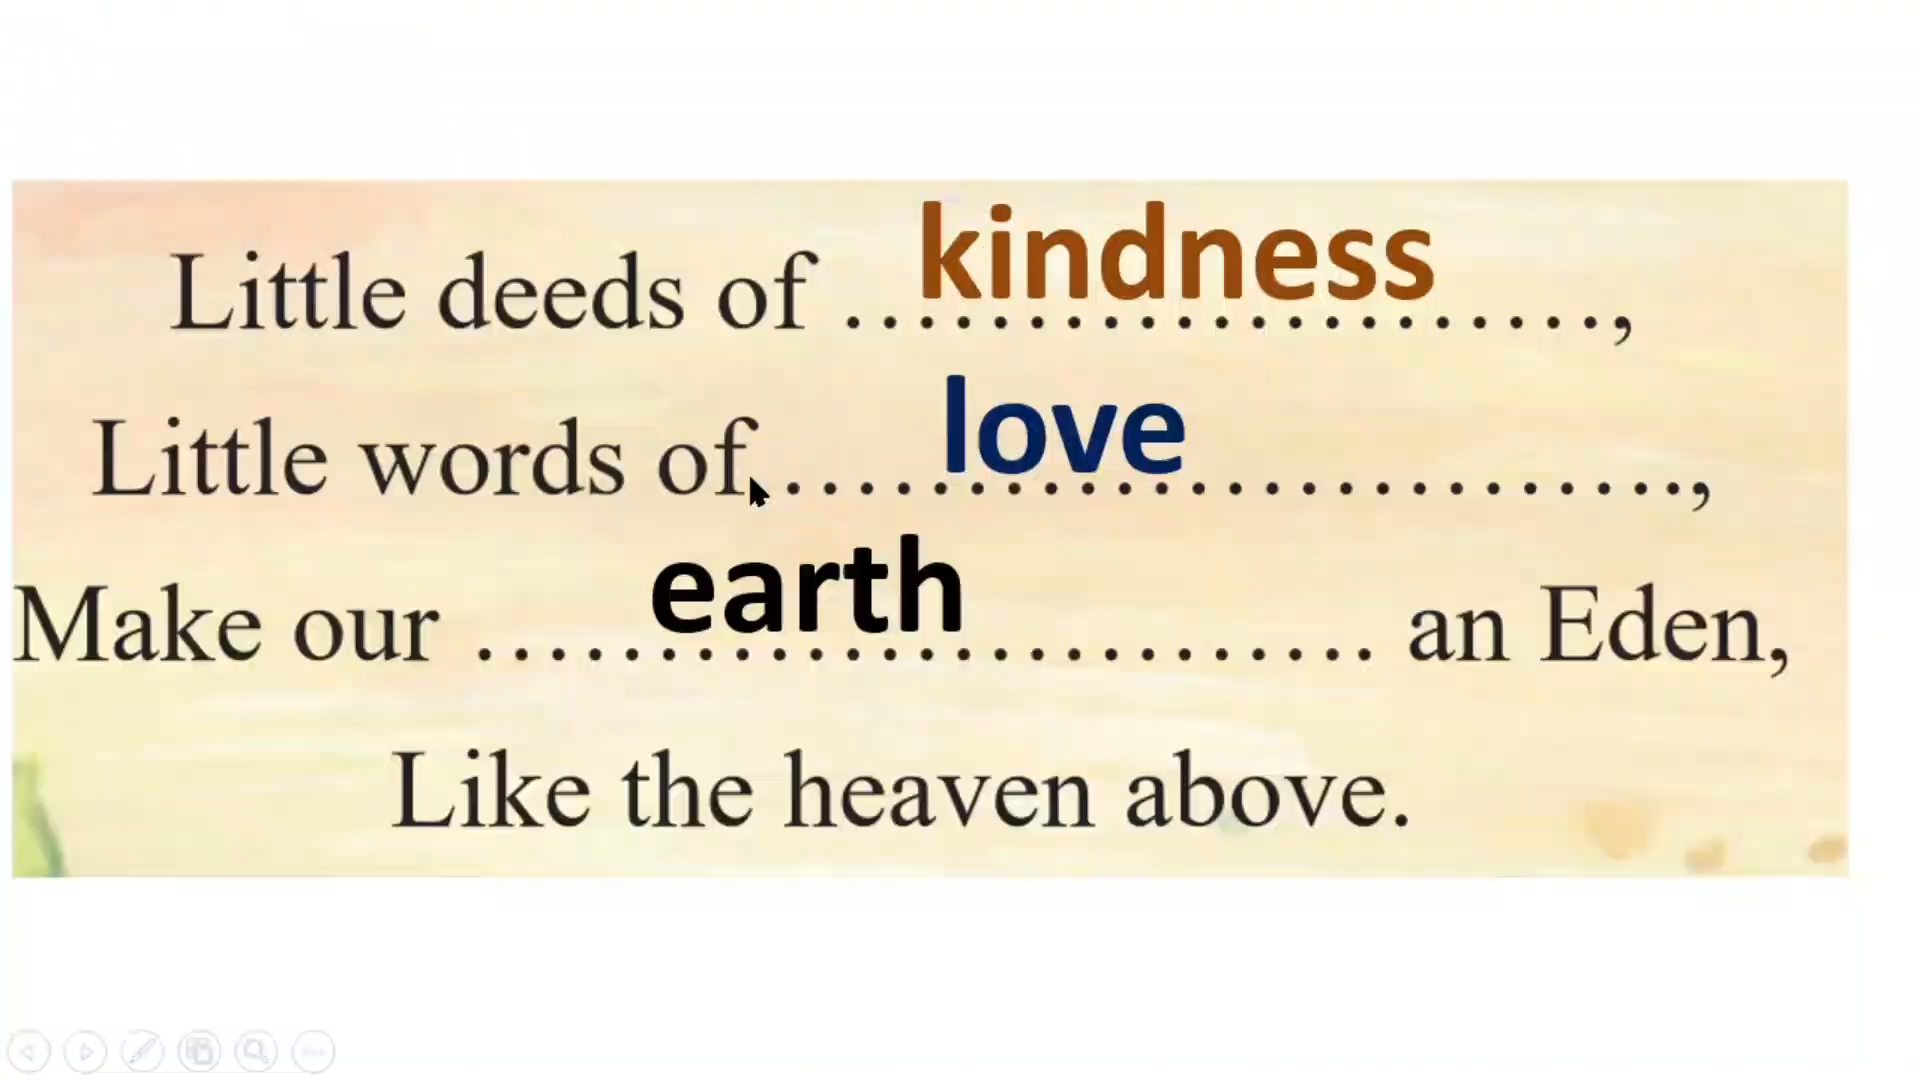 Little deeds of kindness ......................,
Little words of love .........................,
Make our earth ......................... an Eden,
Like the heaven above.